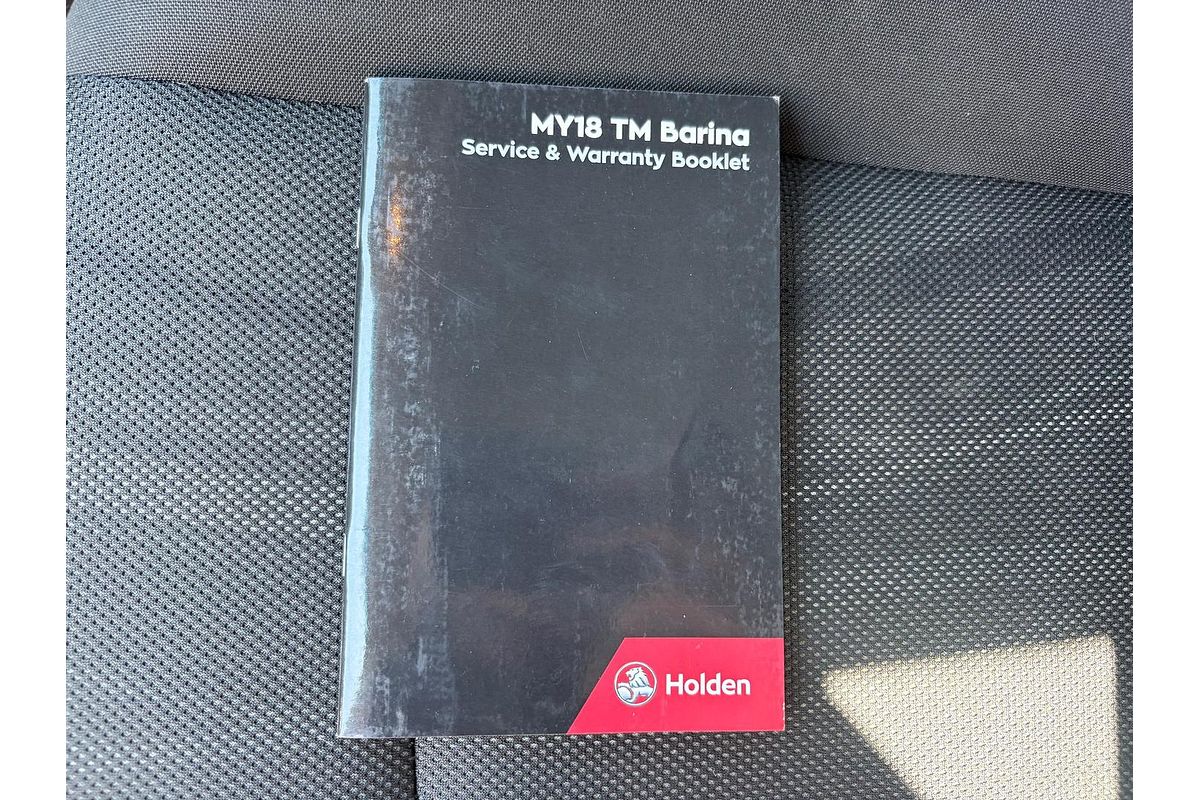 MY18 TM Barina
Service & Warranty Booklet
Holden